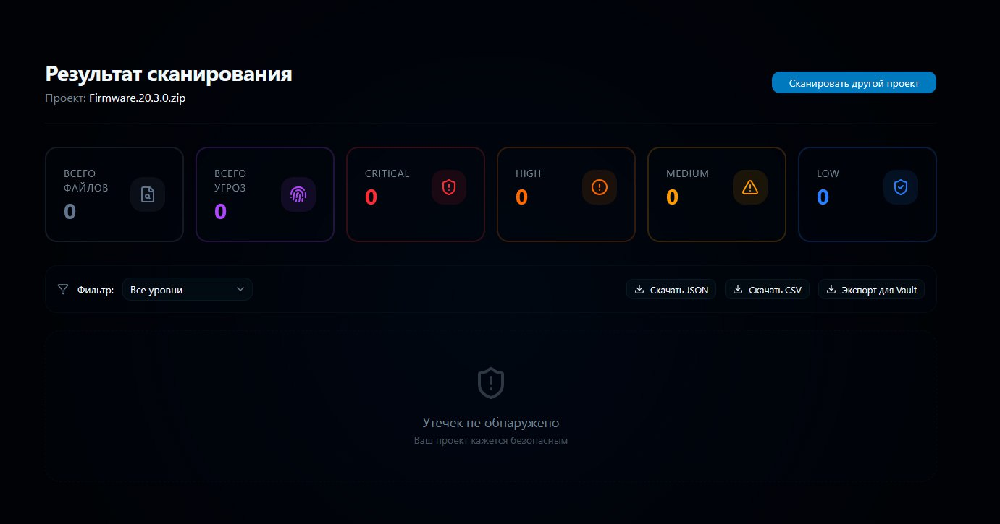 Результат сканирования
Проект: Firmware.20.3.0.zip
Сканировать другой проект
ВСЕГО
ФАЙЛОВ
0
ВСЕГО
УГРОЗ
0
CRITICAL
0
HIGH
0
MEDIUM
0
LOW
0
Фильтр:
Все уровни
Скачать JSON
Скачать CSV
Экспорт для Vault
Утечек не обнаружено
Ваш проект кажется безопасным